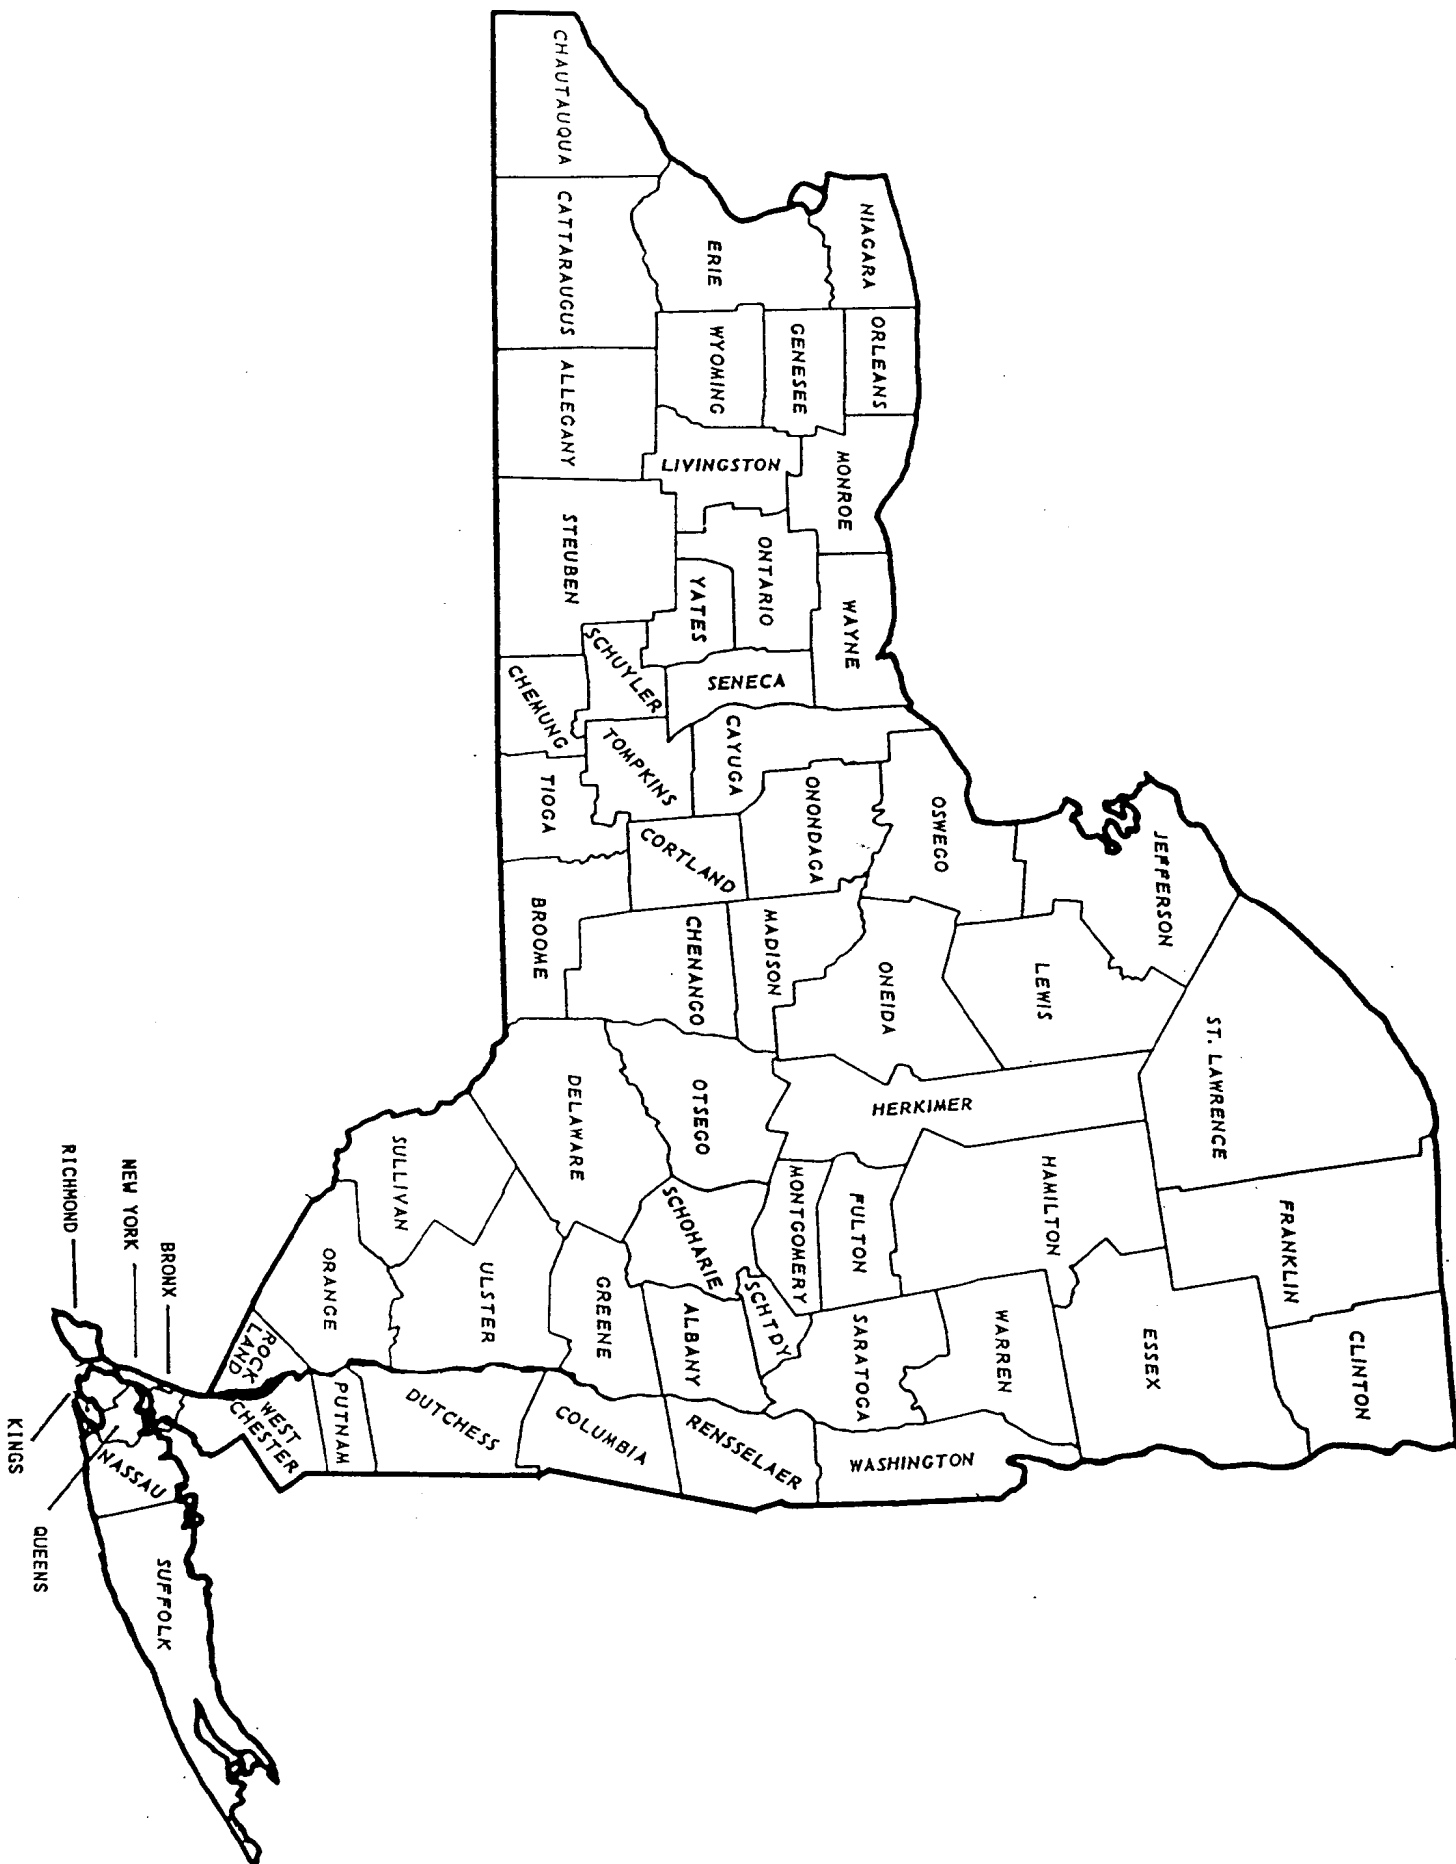 CLINTON
FRANKLIN
ST. LAWRENCE
JEFFERSON
ESSEX
LEWIS
HAMILTON
WARREN
WASHINGTON
OSWEGO
ONEIDA
HERKIMER
FULTON
SARATOGA
NIAGARA
ORLEANS
MONROE
WAYNE
GENESEE
ERIE
WYOMING
LIVINGSTON
ONTARIO
YATES
SENECA
CAYUGA
ONONDAGA
MADISON
MONTGOMERY
SCHTDY
RENSSELAER
ALBANY
SCHOHARIE
OTSEGO
CHENANGO
CORTLAND
TOMPKINS
SCHUYLER
CHAUTAUQUA
CATTARAUGUS
ALLEGANY
STEUBEN
CHEMUNG
TIOGA
BROOME
DELAWARE
GREENE
COLUMBIA
ULSTER
DUTCHESS
SULLIVAN
ORANGE
PUTNAM
ROCK
LAND
WEST
CHESTER
BRONX
NEW YORK
RICHMOND
NASSAU
SUFFOLK
KINGS
QUEENS